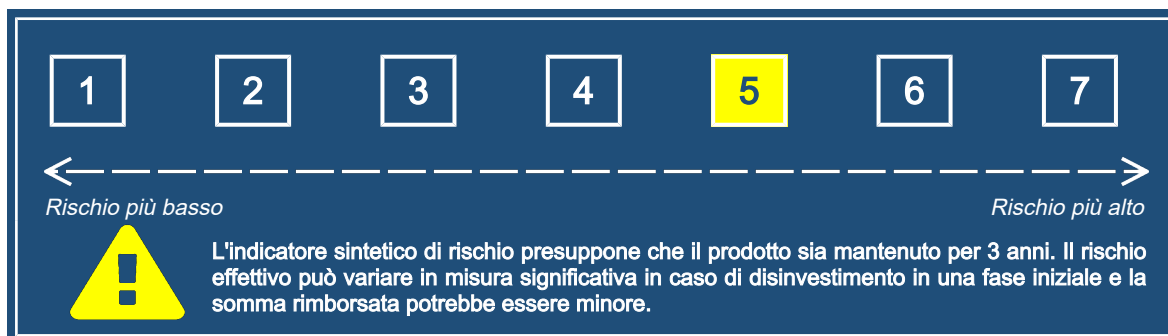 1 2 3 4 5 6 7
Rischio più basso Rischio più alto
L'indicatore sintetico di rischio presuppone che il prodotto sia mantenuto per 3 anni. Il rischio
effettivo può variare in misura significativa in caso di disinvestimento in una fase iniziale e la
somma rimborsata potrebbe essere minore.